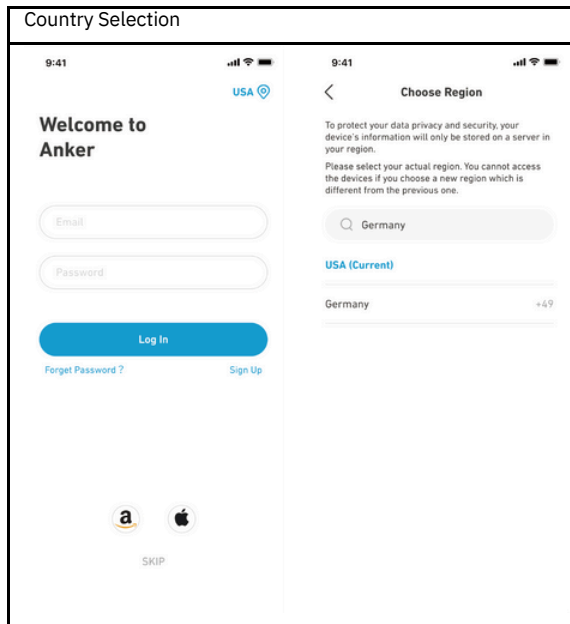 Country Selection
9:41
USA
Welcome to
Anker
Email
Password
Log In
Forget Password ?
Sign Up
a
SKIP
9:41
Choose Region
To protect your data privacy and security, your
device's information will only be stored on a server in
your region.
Please select your actual region. You cannot access
the devices if you choose a new region which is
different from the previous one.
Germany
USA (Current)
Germany
+49